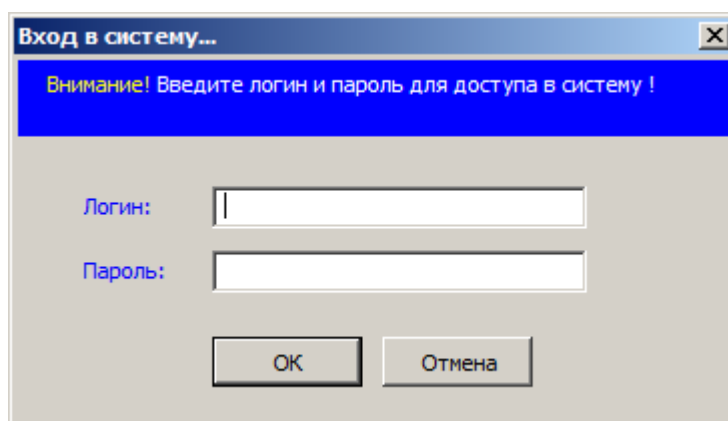 Вход в систему...
Внимание! Введите логин и пароль для доступа в систему !
Логин:
Пароль:
ОК
Отмена